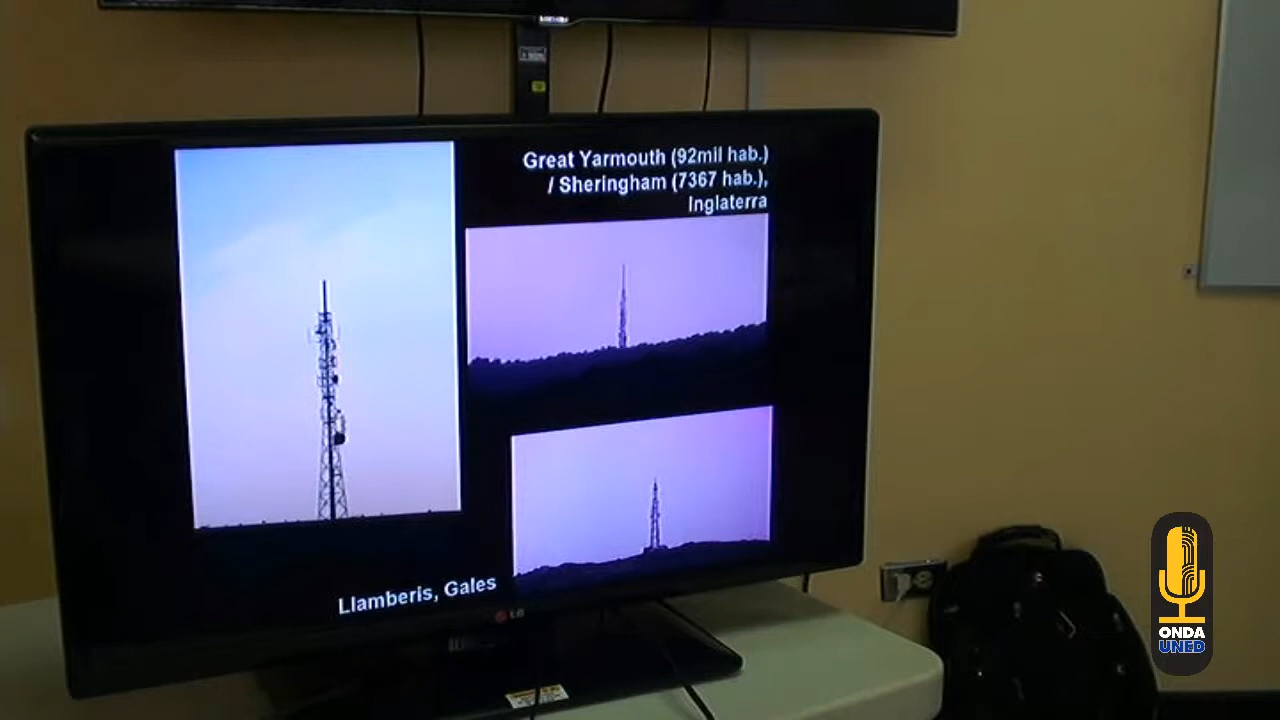 Great Yarmouth (92mil hab.)
/ Sheringham (7367 hab.),
Inglaterra
Llamberis, Gales
LG
ONDA
UNED